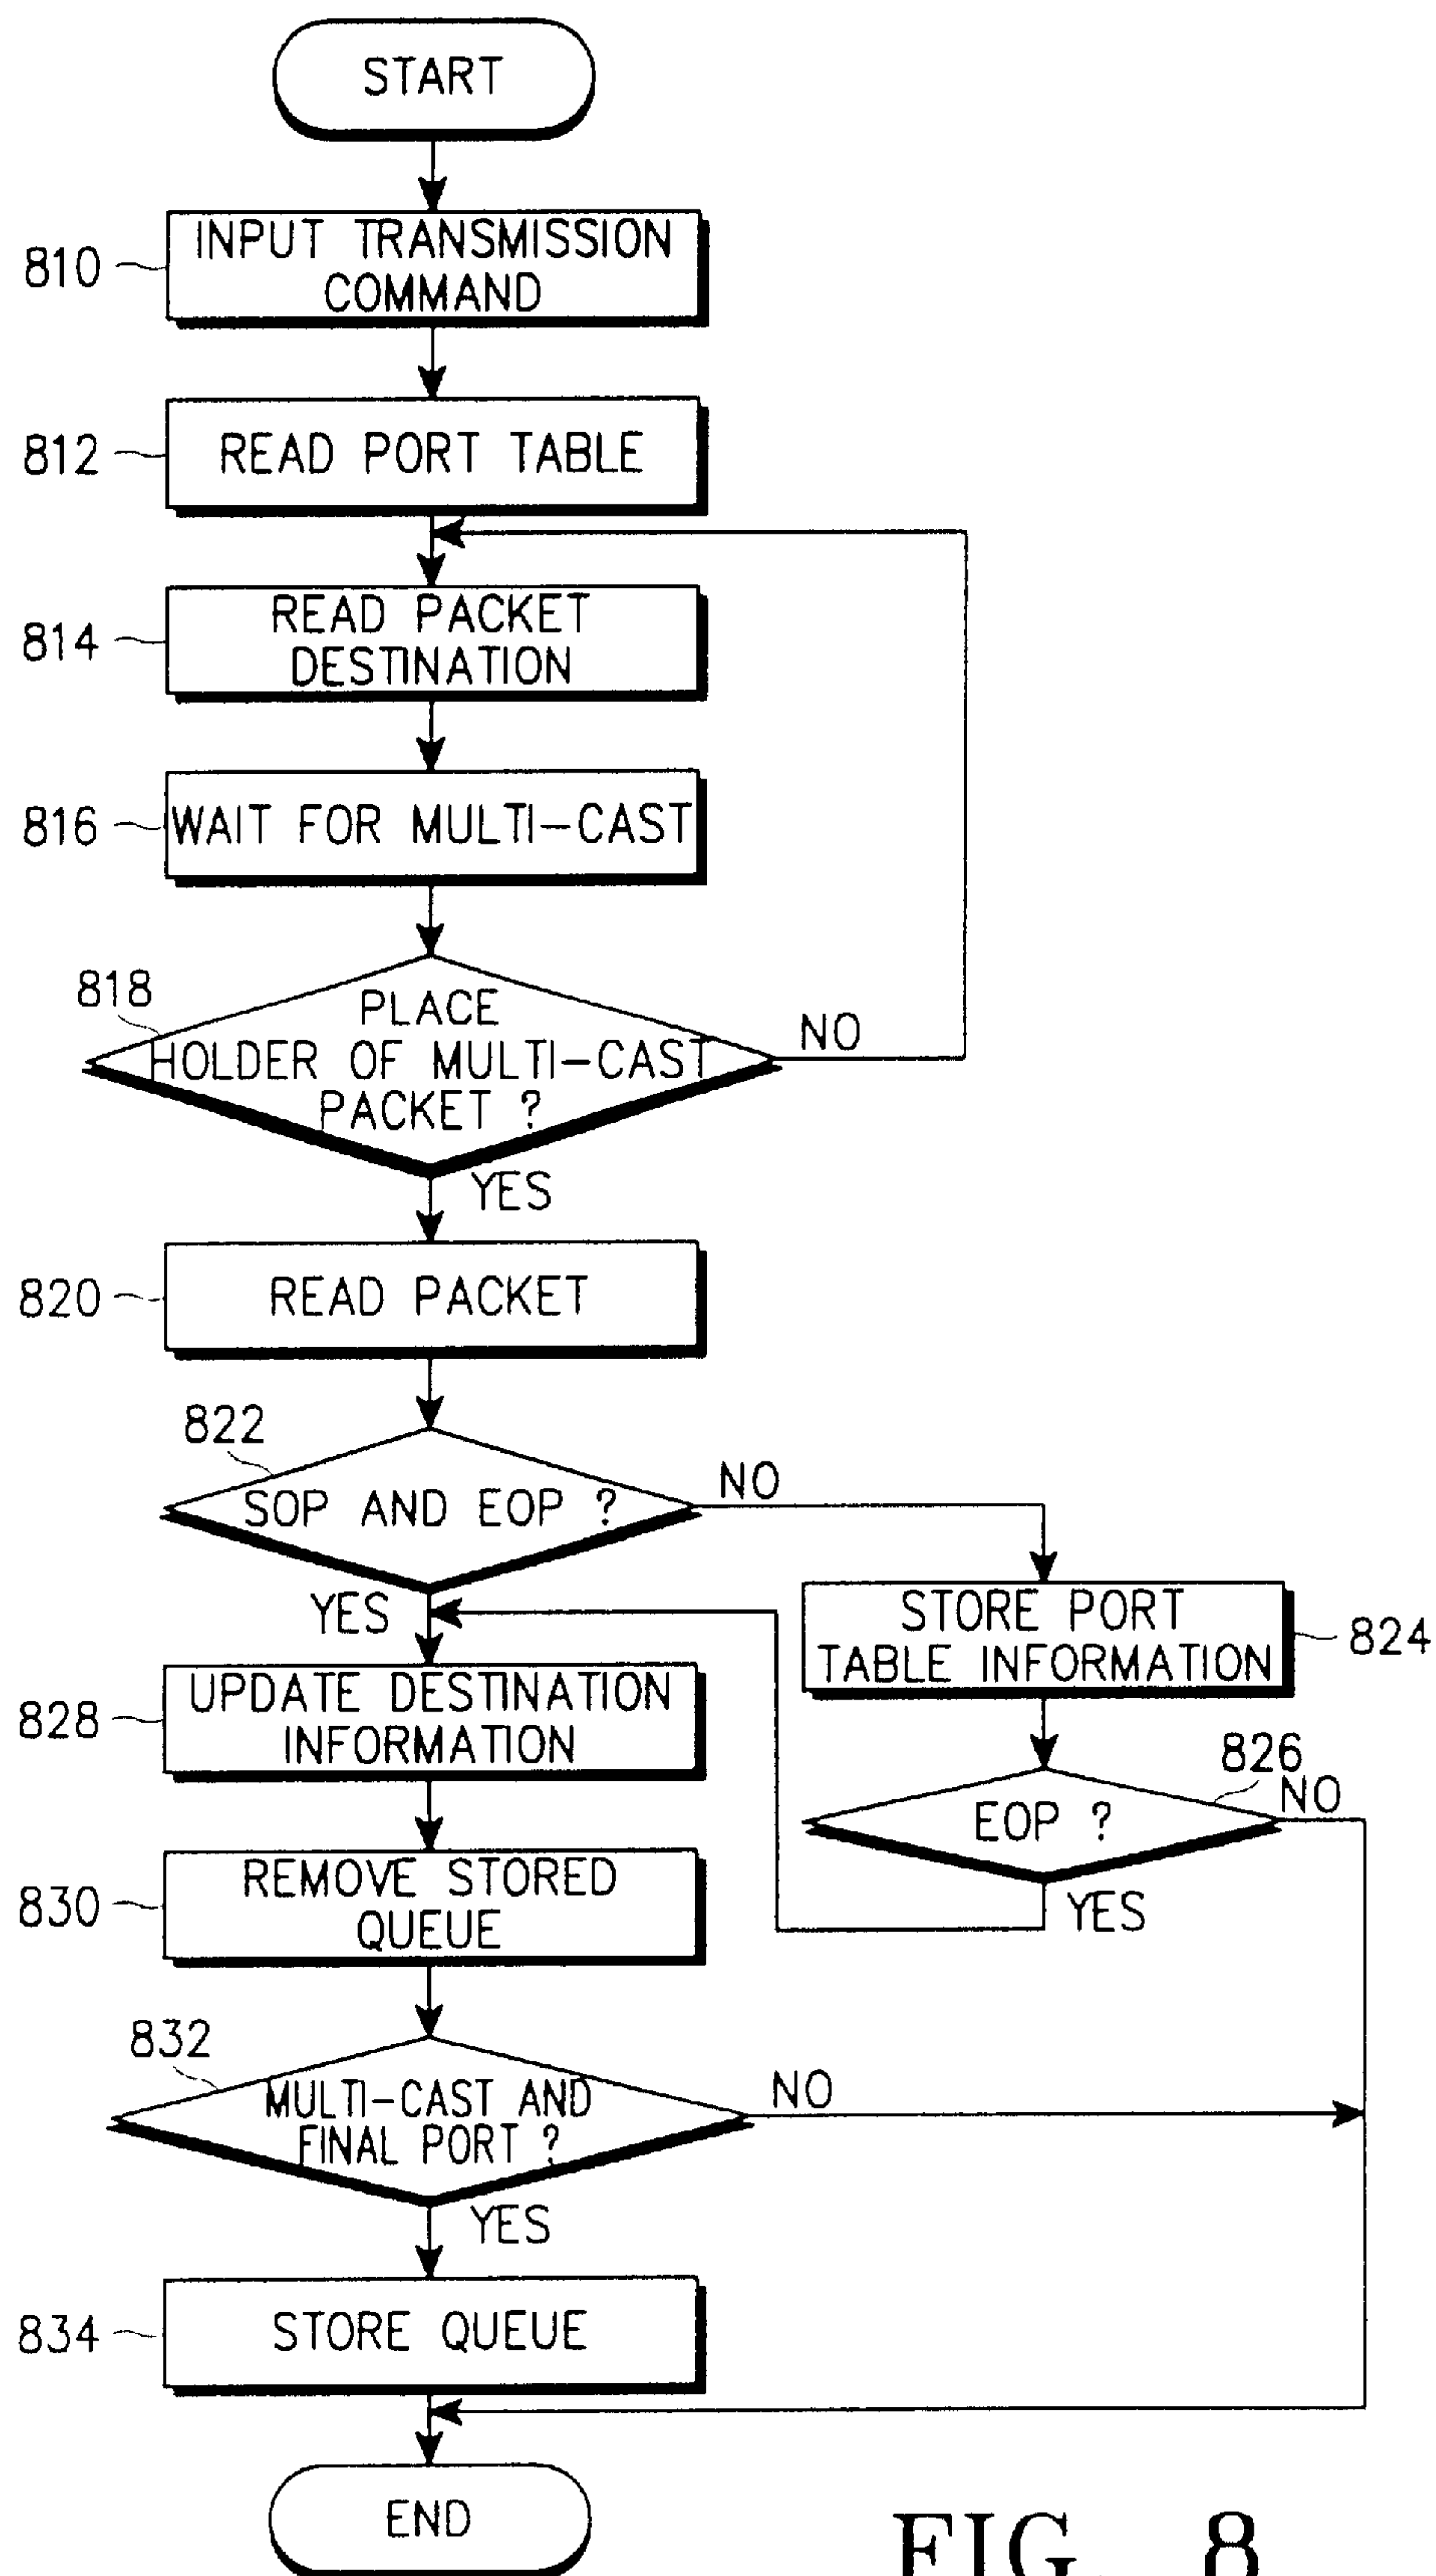 START
810
INPUT TRANSMISSION
COMMAND
812
READ PORT TABLE
814
READ PACKET
DESTINATION
816
WAIT FOR MULTI-CAST
818
PLACE
HOLDER OF MULTI-CAST
PACKET ?
NO
YES
820
READ PACKET
822
SOP AND EOP ?
NO
YES
STORE PORT
TABLE INFORMATION
824
828
UPDATE DESTINATION
INFORMATION
826
EOP ?
NO
YES
830
REMOVE STORED
QUEUE
832
MULTI-CAST AND
FINAL PORT ?
NO
YES
834
STORE QUEUE
END
FIG. 8